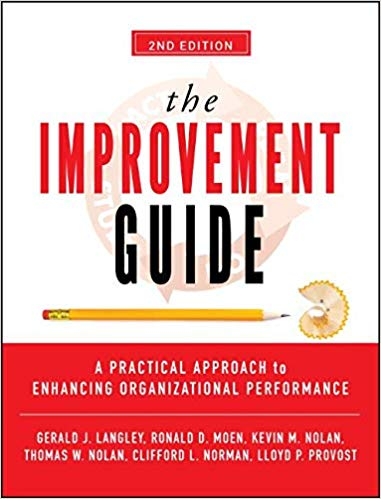 2ND EDITION
the
IMPROVEMENT
GUIDE
A PRACTICAL APPROACH to
ENHANCING ORGANIZATIONAL PERFORMANCE
GERALD J. LANGLEY, RONALD D. MOEN, KEVIN M. NOLAN,
THOMAS W. NOLAN, CLIFFORD L. NORMAN, LLOYD P. PROVOST